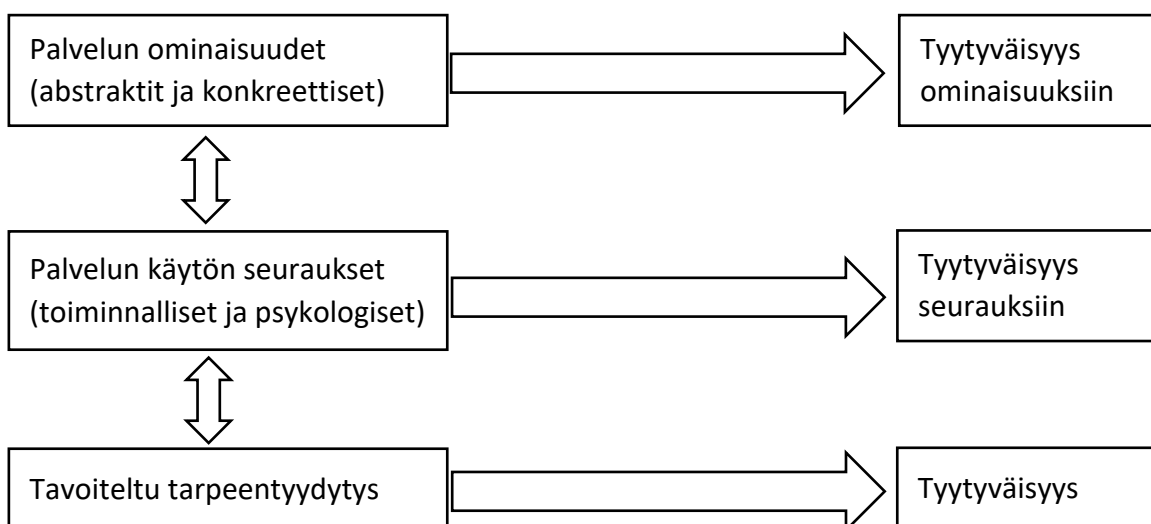 Palvelun ominaisuudet
(abstraktit ja konkreettiset)
Tyytyväisyys
ominaisuuksiin
Palvelun käytön seuraukset
(toiminnalliset ja psykologiset)
Tyytyväisyys
seurauksiin
Tavoiteltu tarpeentyydytys
Tyytyväisyys